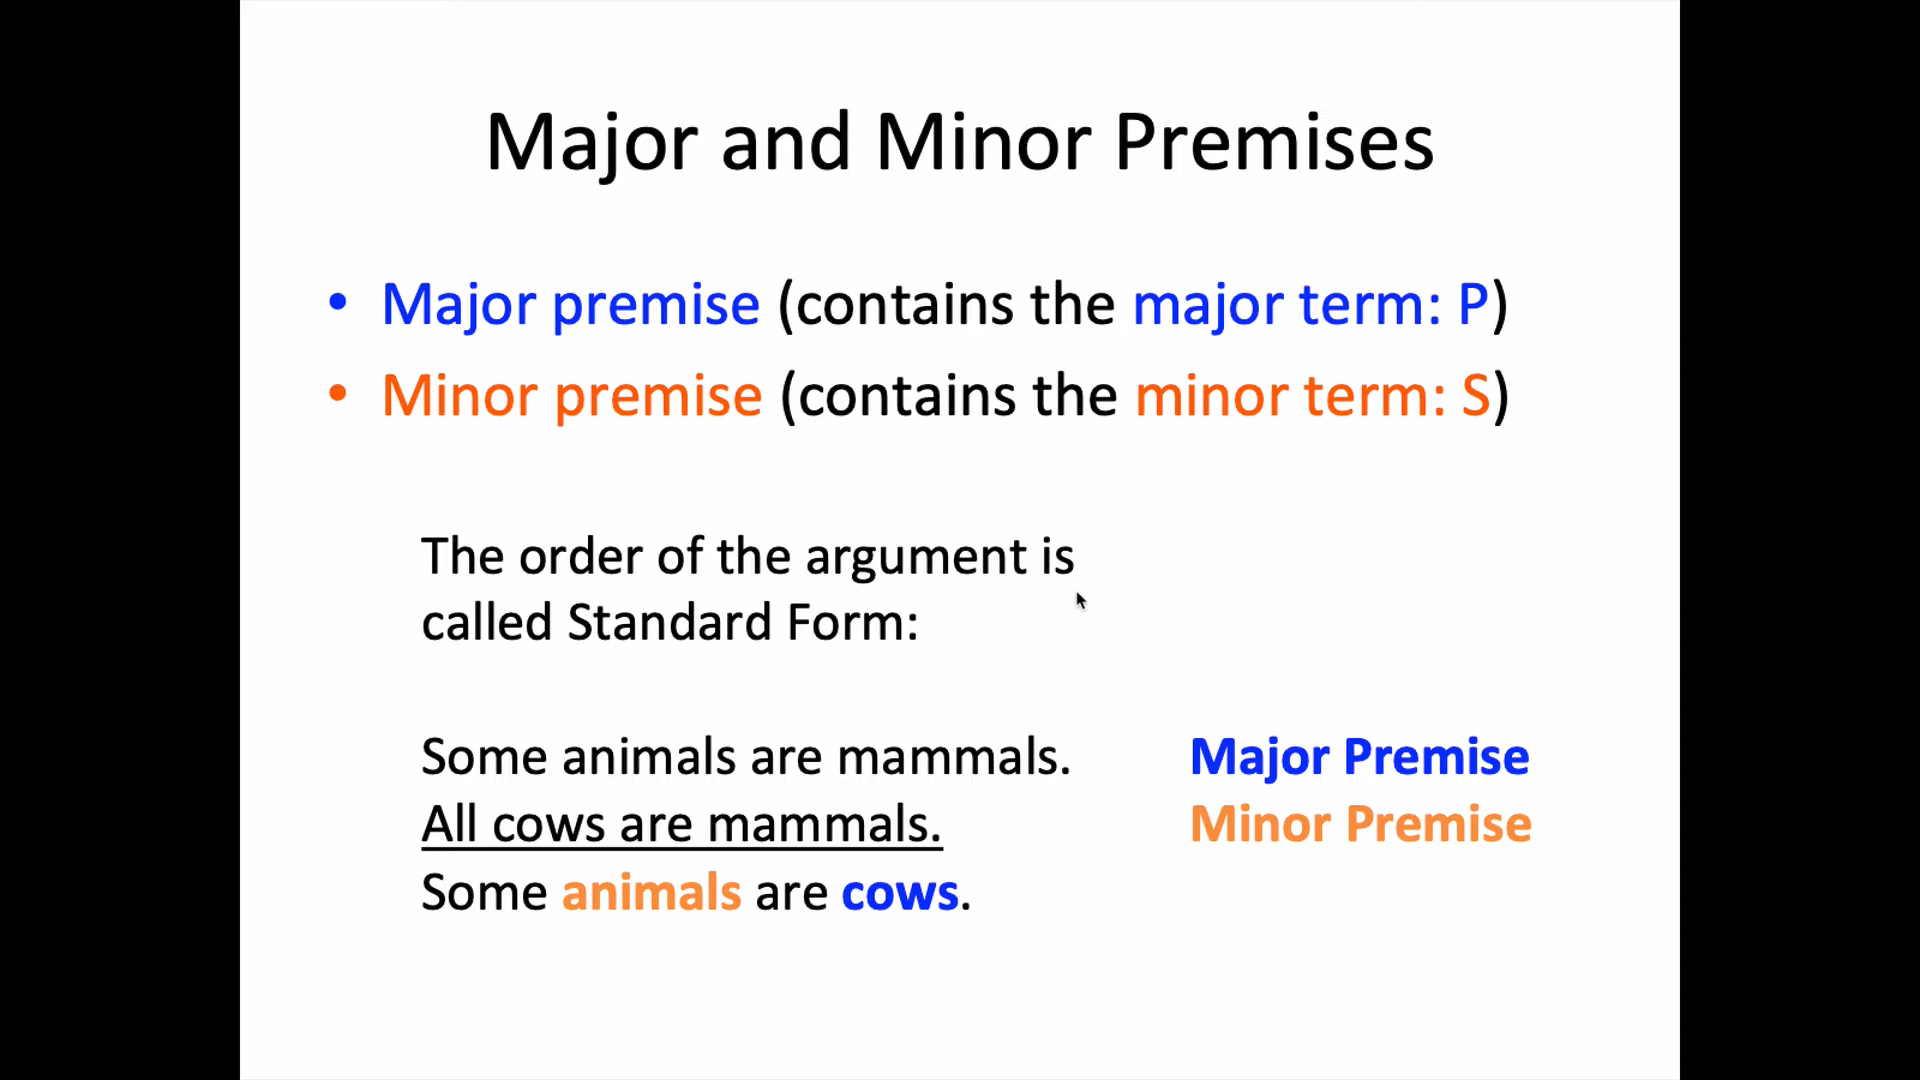 Major and Minor Premises
• Major premise (contains the major term: P)
• Minor premise (contains the minor term: S)
The order of the argument is
called Standard Form:
Some animals are mammals. Major Premise
All cows are mammals. Minor Premise
Some animals are cows.